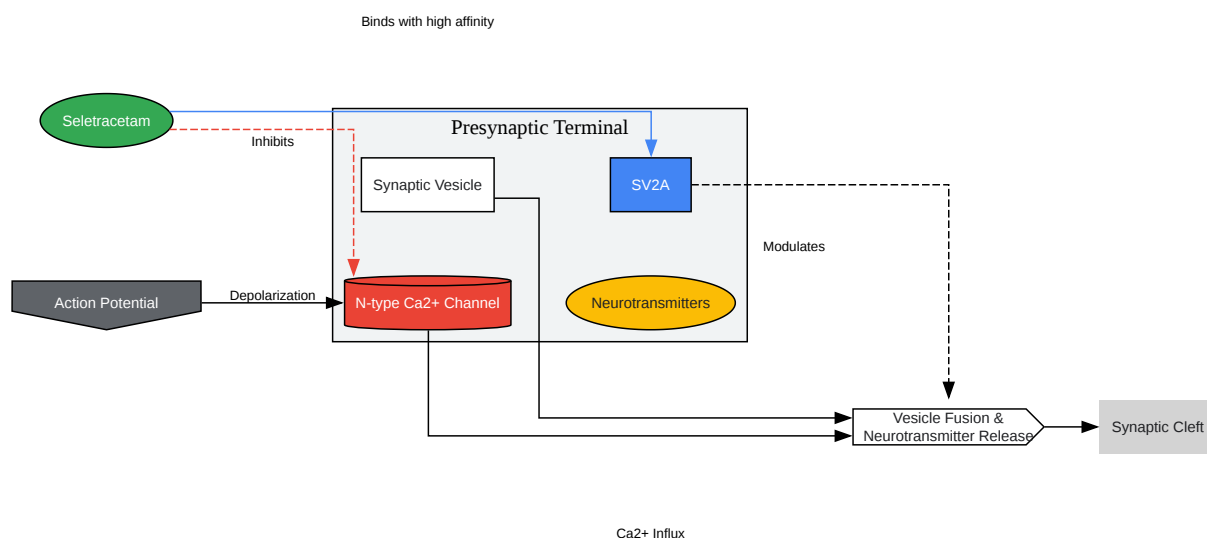 Binds with high affinity
Seletracetam
Presynaptic Terminal
Inhibits
Synaptic Vesicle
SV2A
Modulates
Action Potential
Depolarization
N-type Ca2+ Channel
Neurotransmitters
Vesicle Fusion &
Neurotransmitter Release
Synaptic Cleft
Ca2+ Influx